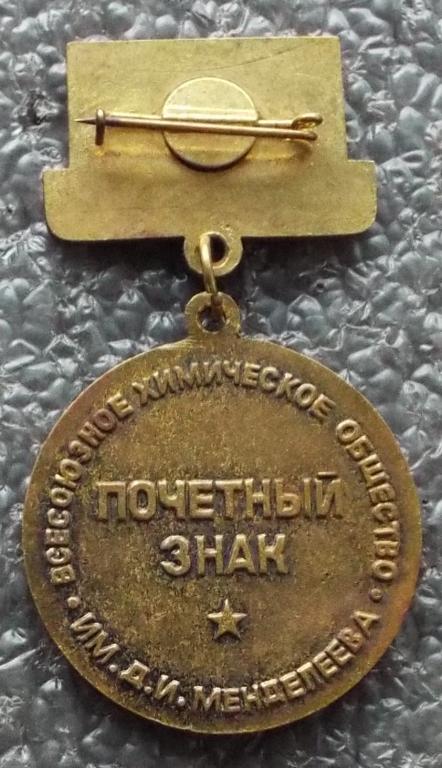 ВСЕСОЮЗНОЕ ХИМИЧЕСКОЕ ОБЩЕСТВО
• ИМ. Д.И. МЕНДЕЛЕЕВА •
ПОЧЕТНЫЙ
ЗНАК